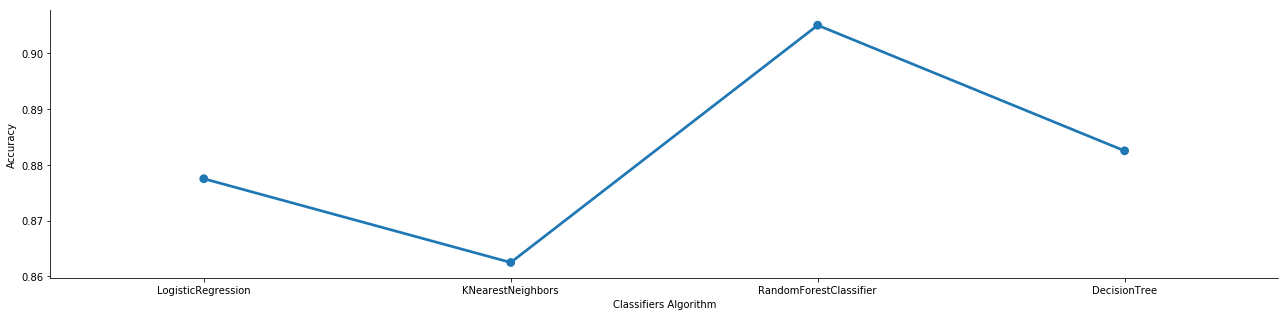 0.90
0.89
0.88
0.87
0.86
Accuracy
LogisticRegression
KNearestNeighbors
RandomForestClassifier
DecisionTree
Classifiers Algorithm